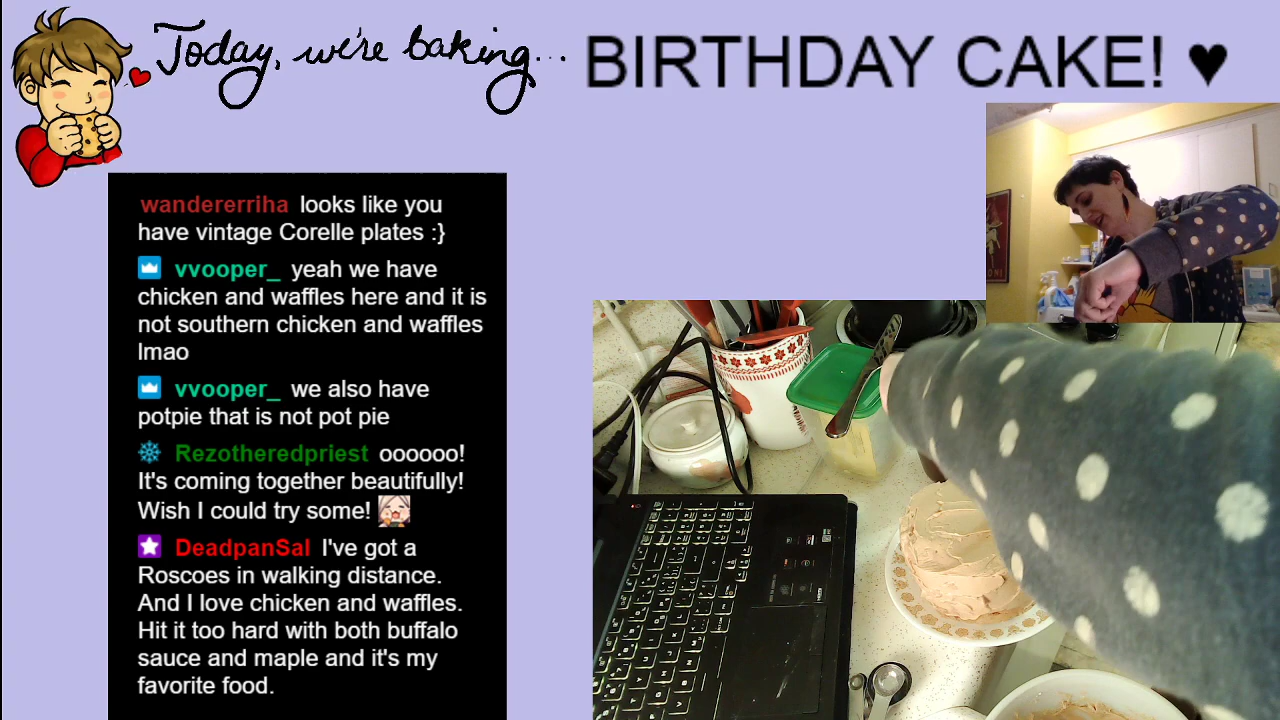 Today, we're baking... BIRTHDAY CAKE! ♥
wandererriha looks like you
have vintage Corelle plates :}
vvooper_ yeah we have
chicken and waffles here and it is
not southern chicken and waffles
lmao
vvooper_ we also have
potpie that is not pot pie
Rezotheredpriest oooooo!
It's coming together beautifully!
Wish I could try some!
DeadpanSal I've got a
Roscoes in walking distance.
And I love chicken and waffles.
Hit it too hard with both buffalo
sauce and maple and it's my
favorite food.